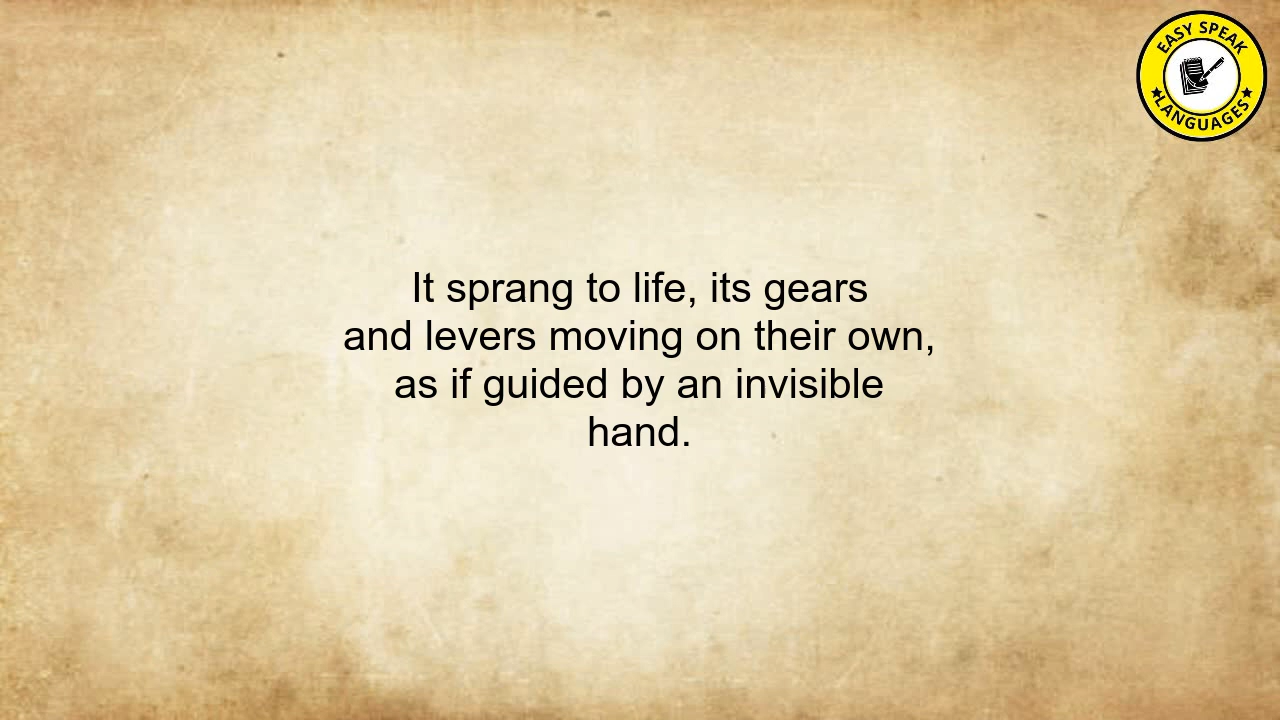 EASY SPEAK
LANGUAGES
It sprang to life, its gears
and levers moving on their own,
as if guided by an invisible
hand.